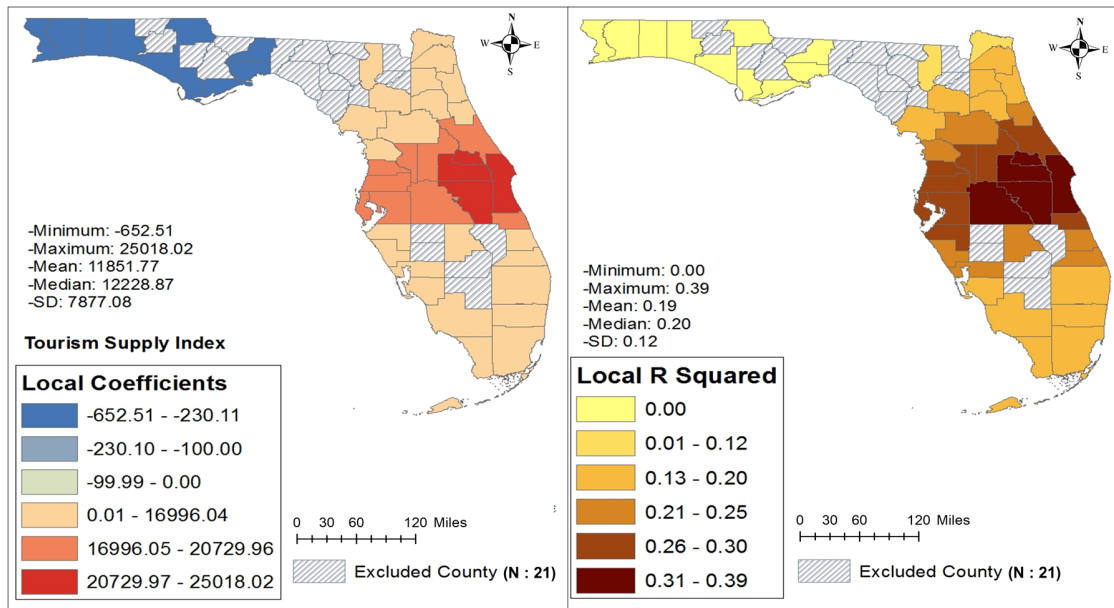 N
W E
S
-Minimum: -652.51
-Maximum: 25018.02
-Mean: 11851.77
-Median: 12228.87
-SD: 7877.08
Tourism Supply Index
Local Coefficients
-652.51 - -230.11
-230.10 - -100.00
-99.99 - 0.00
0.01 - 16996.04
16996.05 - 20729.96
20729.97 - 25018.02
0 30 60 120 Miles
Excluded County (N : 21)
N
W E
S
-Minimum: 0.00
-Maximum: 0.39
-Mean: 0.19
-Median: 0.20
-SD: 0.12
Local R Squared
0.00
0.01 - 0.12
0.13 - 0.20
0.21 - 0.25
0.26 - 0.30
0.31 - 0.39
0 30 60 120 Miles
Excluded County (N : 21)